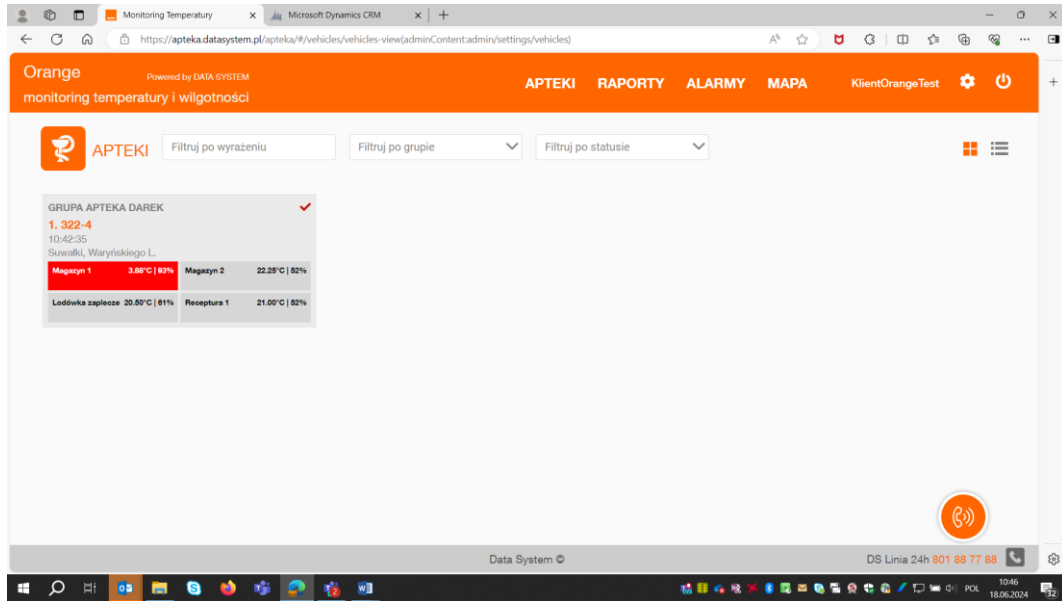 Monitoring Temperatury
Microsoft Dynamics CRM
https://apteka.datasystem.pl/apteka/#/vehicles/vehicles-view(adminContent:admin/settings/vehicles)
Orange
Powered by DATA SYSTEM
monitoring temperatury i wilgotności
APTEKI RAPORTY ALARMY MAPA
KlientOrangeTest
APTEKI
Filtruj po wyrażeniu
Filtruj po grupie
Filtruj po statusie
GRUPA APTEKA DAREK
1. 322-4
10:42:35
Suwałki, Waryńskiego L.
Magazyn 1 3.88°C | 93% Magazyn 2 22.25°C | 52%
Lodówka zaplecze 20.50°C | 61% Receptura 1 21.00°C | 52%
Data System ©
DS Linia 24h 801 88 77 88
POL
10:46
18.06.2024